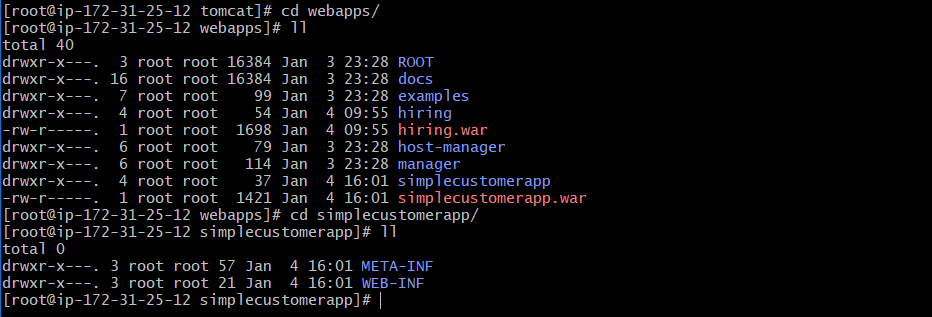 [root@ip-172-31-25-12 tomcat]# cd webapps/
[root@ip-172-31-25-12 webapps]# ll
total 40
drwxr-x---.  3 root root 16384 Jan  3 23:28 ROOT
drwxr-x---. 16 root root 16384 Jan  3 23:28 docs
drwxr-x---.  7 root root    99 Jan  3 23:28 examples
drwxr-x---.  4 root root    54 Jan  4 09:55 hiring
-rw-r-----.  1 root root  1698 Jan  4 09:55 hiring.war
drwxr-x---.  6 root root    79 Jan  3 23:28 host-manager
drwxr-x---.  6 root root   114 Jan  3 23:28 manager
drwxr-x---.  4 root root    37 Jan  4 16:01 simplecustomerapp
-rw-r-----.  1 root root  1421 Jan  4 16:01 simplecustomerapp.war
[root@ip-172-31-25-12 webapps]# cd simplecustomerapp/
[root@ip-172-31-25-12 simplecustomerapp]# ll
total 0
drwxr-x---. 3 root root 57 Jan  4 16:01 META-INF
drwxr-x---. 3 root root 21 Jan  4 16:01 WEB-INF
[root@ip-172-31-25-12 simplecustomerapp]#